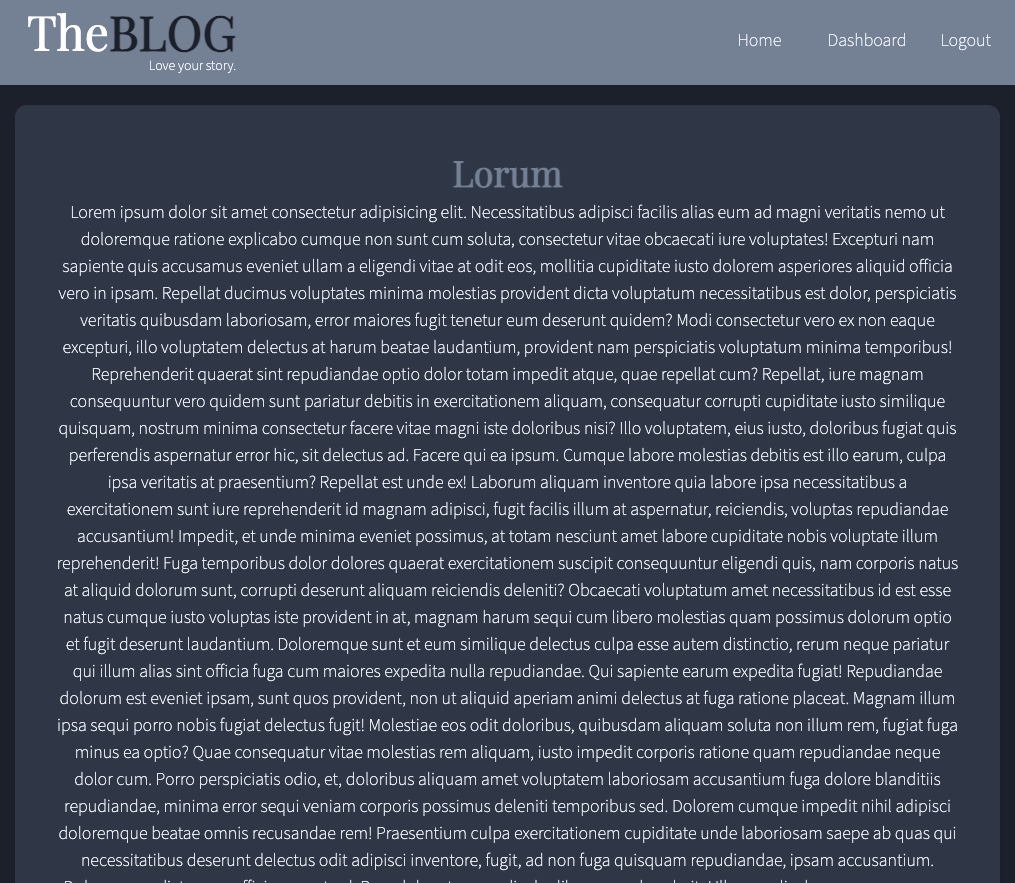 TheBLOG
Love your story.
Home Dashboard Logout
Lorum
Lorem ipsum dolor sit amet consectetur adipisicing elit. Necessitatibus adipisci facilis alias eum ad magni veritatis nemo ut
doloremque ratione explicabo cumque non sunt cum soluta, consectetur vitae obcaecati iure voluptates! Excepturi nam
sapiente quis accusamus eveniet ullam a eligendi vitae at odit eos, mollitia cupiditate iusto dolorem asperiores aliquid officia
vero in ipsam. Repellat ducimus voluptates minima molestias provident dicta voluptatum necessitatibus est dolor, perspiciatis
veritatis quibusdam laboriosam, error maiores fugit tenetur eum deserunt quidem? Modi consectetur vero ex non eaque
excepturi, illo voluptatem delectus at harum beatae laudantium, provident nam perspiciatis voluptatum minima temporibus!
Reprehenderit quaerat sint repudiandae optio dolor totam impedit atque, quae repellat cum? Repellat, iure magnam
consequuntur vero quidem sunt pariatur debitis in exercitationem aliquam, consequatur corrupti cupiditate iusto similique
quisquam, nostrum minima consectetur facere vitae magni iste doloribus nisi? Illo voluptatem, eius iusto, doloribus fugiat quis
perferendis aspernatur error hic, sit delectus ad. Facere qui ea ipsum. Cumque labore molestias debitis est illo earum, culpa
ipsa veritatis at praesentium? Repellat est unde ex! Laborum aliquam inventore quia labore ipsa necessitatibus a
exercitationem sunt iure reprehenderit id magnam adipisci, fugit facilis illum at aspernatur, reiciendis, voluptas repudiandae
accusantium! Impedit, et unde minima eveniet possimus, at totam nesciunt amet labore cupiditate nobis voluptate illum
reprehenderit! Fuga temporibus dolor dolores quaerat exercitationem suscipit consequuntur eligendi quis, nam corporis natus
at aliquid dolorum sunt, corrupti deserunt aliquam reiciendis deleniti? Obcaecati voluptatum amet necessitatibus id est esse
natus cumque iusto voluptas iste provident in at, magnam harum sequi cum libero molestias quam possimus dolorum optio
et fugit deserunt laudantium. Doloremque sunt et eum similique delectus culpa esse autem distinctio, rerum neque pariatur
qui illum alias sint officia fuga cum maiores expedita nulla repudiandae. Qui sapiente earum expedita fugiat! Repudiandae
dolorum est eveniet ipsam, sunt quos provident, non ut aliquid aperiam animi delectus at fuga ratione placeat. Magnam illum
ipsa sequi porro nobis fugiat delectus fugit! Molestiae eos odit doloribus, quibusdam aliquam soluta non illum rem, fugiat fuga
minus ea optio? Quae consequatur vitae molestias rem aliquam, iusto impedit corporis ratione quam repudiandae neque
dolor cum. Porro perspiciatis odio, et, doloribus aliquam amet voluptatem laboriosam accusantium fuga dolore blanditiis
repudiandae, minima error sequi veniam corporis possimus deleniti temporibus sed. Dolorem cumque impedit nihil adipisci
doloremque beatae omnis recusandae rem! Praesentium culpa exercitationem cupiditate unde laboriosam saepe ab quas qui
necessitatibus deserunt delectus odit adipisci inventore, fugit, ad non fuga quisquam repudiandae, ipsam accusantium.